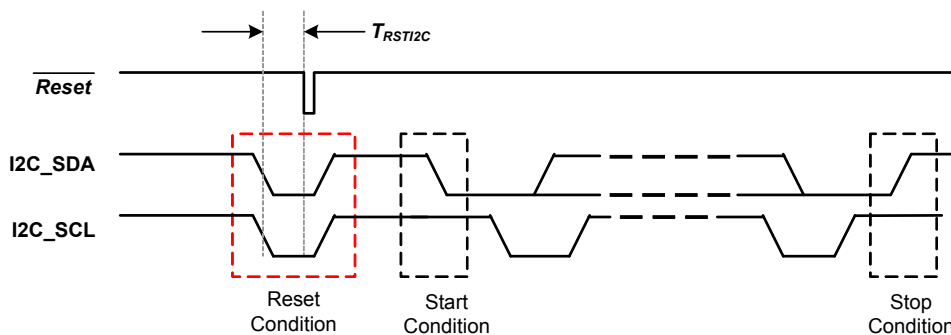 TRSTI2C
Reset
I2C_SDA
I2C_SCL
Reset
Condition
Start
Condition
Stop
Condition